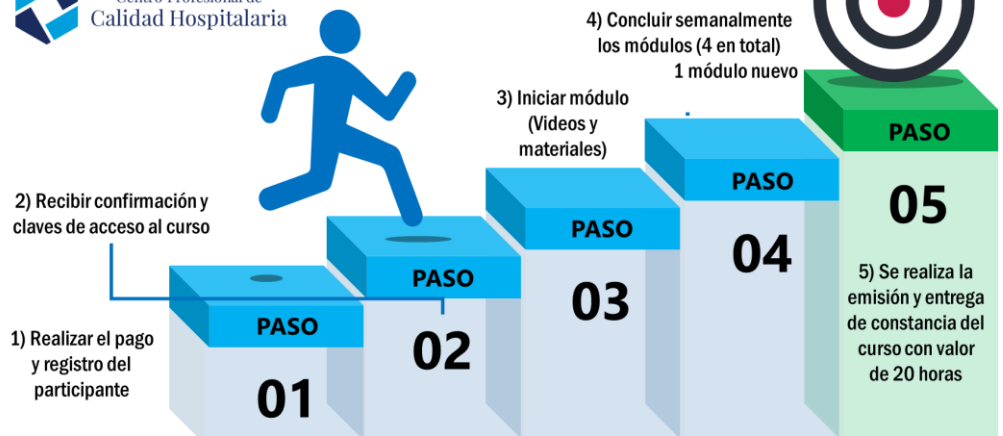 Centro Profesional de
Calidad Hospitalaria
1) Realizar el pago
y registro del
participante
PASO
01
2) Recibir confirmación y
claves de acceso al curso
PASO
02
3) Iniciar módulo
(Videos y
materiales)
PASO
03
4) Concluir semanalmente
los módulos (4 en total)
1 módulo nuevo
PASO
04
PASO
05
5) Se realiza la
emisión y entrega
de constancia del
curso con valor
de 20 horas